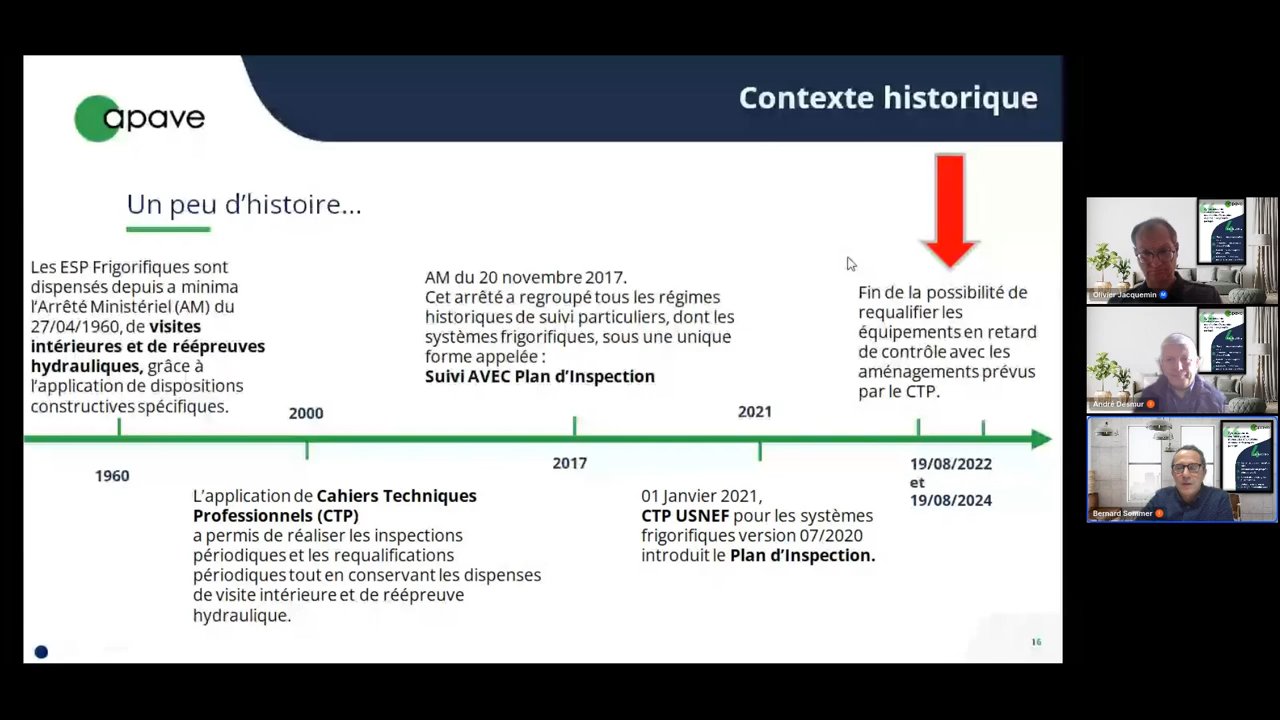 apave
Contexte historique
Un peu d’histoire...
Les ESP Frigorifiques sont
dispensés depuis a minima
l’Arrêté Ministériel (AM) du
27/04/1960, de visites
intérieures et de réépreuves
hydrauliques, grâce à
l’application de dispositions
constructives spécifiques.
1960
2000
L’application de Cahiers Techniques
Professionnels (CTP)
a permis de réaliser les inspections
périodiques et les requalifications
périodiques tout en conservant les dispenses
de visite intérieure et de réépreuve
hydraulique.
AM du 20 novembre 2017.
Cet arrêté a regroupé tous les régimes
historiques de suivi particuliers, dont les
systèmes frigorifiques, sous une unique
forme appelée :
Suivi AVEC Plan d’Inspection
2017
2021
01 Janvier 2021,
CTP USNEF pour les systèmes
frigorifiques version 07/2020
introduit le Plan d’Inspection.
Fin de la possibilité de
requalifier les
équipements en retard
de contrôle avec les
aménagements prévus
par le CTP.
19/08/2022
et
19/08/2024
16
Olivier Jacquemin
André Desmur
Bernard Sommer